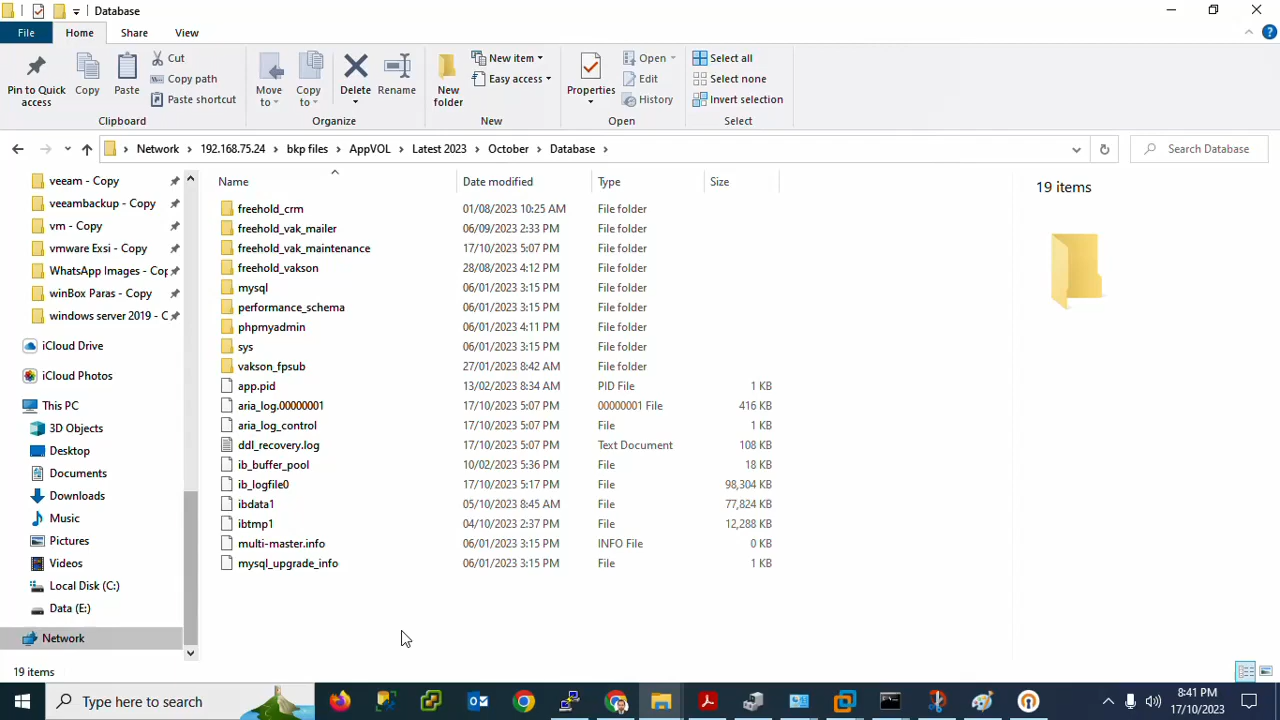 Database
File Home Share View
Pin to Quick access
Copy
Paste
Cut
Copy path
Paste shortcut
Clipboard
Move to
Copy to
Delete
Rename
Organize
New folder
New item
Easy access
New
Properties
Open
Edit
History
Open
Select all
Select none
Invert selection
Select
Network > 192.168.75.24 > bkp files > AppVOL > Latest 2023 > October > Database >
Search Database
veeam - Copy
veeambackup - Copy
vm - Copy
vmware Exsi - Copy
WhatsApp Images - Cop
winBox Paras - Copy
windows server 2019 - C
iCloud Drive
iCloud Photos
This PC
3D Objects
Desktop
Documents
Downloads
Music
Pictures
Videos
Local Disk (C:)
Data (E:)
Network
Name Date modified Type Size
freehold_crm 01/08/2023 10:25 AM File folder
freehold_vak_mailer 06/09/2023 2:33 PM File folder
freehold_vak_maintenance 17/10/2023 5:07 PM File folder
freehold_vakson 28/08/2023 4:12 PM File folder
mysql 06/01/2023 3:15 PM File folder
performance_schema 06/01/2023 3:15 PM File folder
phpmyadmin 06/01/2023 4:11 PM File folder
sys 06/01/2023 3:15 PM File folder
vakson_fpsub 27/01/2023 8:42 AM File folder
app.pid 13/02/2023 8:34 AM PID File 1 KB
aria_log.00000001 17/10/2023 5:07 PM 00000001 File 416 KB
aria_log_control 17/10/2023 5:07 PM File 1 KB
ddl_recovery.log 17/10/2023 5:07 PM Text Document 108 KB
ib_buffer_pool 10/02/2023 5:36 PM File 18 KB
ib_logfile0 17/10/2023 5:17 PM File 98,304 KB
ibdata1 05/10/2023 8:45 AM File 77,824 KB
ibtmp1 04/10/2023 2:37 PM File 12,288 KB
multi-master.info 06/01/2023 3:15 PM INFO File 0 KB
mysql_upgrade_info 06/01/2023 3:15 PM File 1 KB
19 items
19 items
Type here to search
8:41 PM
17/10/2023